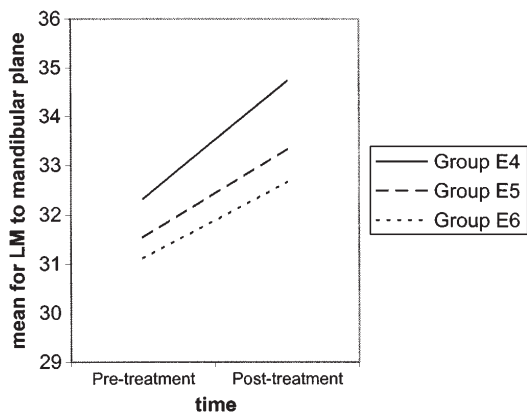 mean for LM to mandibular plane
36
35
34
33
32
31
30
29
Pre-treatment Post-treatment
time
Group E4
Group E5
Group E6